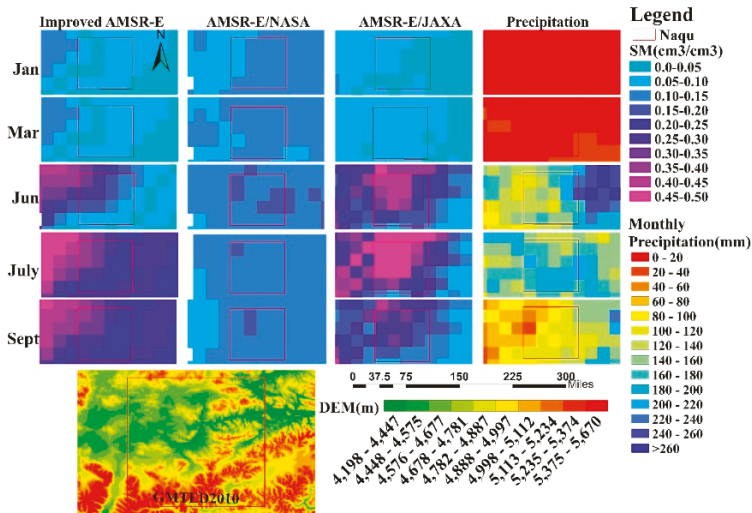 Improved AMSR-E AMSR-E/NASA AMSR-E/JAXA Precipitation
N
Jan
Mar
Jun
July
Sept
Legend
Naqu
SM(cm3/cm3)
0.0-0.05
0.05-0.10
0.10-0.15
0.15-0.20
0.20-0.25
0.25-0.30
0.30-0.35
0.35-0.40
0.40-0.45
0.45-0.50
Monthly
Precipitation(mm)
0 - 20
20 - 40
40 - 60
60 - 80
80 - 100
100 - 120
120 - 140
140 - 160
160 - 180
180 - 200
200 - 220
220 - 240
240 - 260
>260
0 37.5 75 150 225 300
Miles
DEM(m)
4,198 - 4,447
4,448 - 4,575
4,576 - 4,677
4,678 - 4,781
4,782 - 4,887
4,888 - 4,997
4,998 - 5,112
5,113 - 5,234
5,235 - 5,374
5,375 - 5,670
GMTED2010